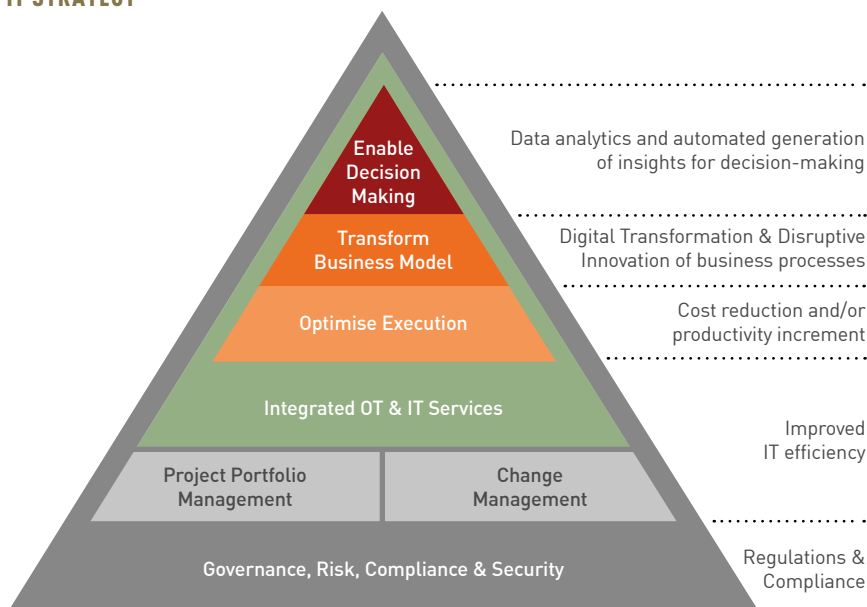 IT STRATEGY
Enable
Decision
Making
Data analytics and automated generation
of insights for decision-making
Transform
Business Model
Digital Transformation & Disruptive
Innovation of business processes
Optimise Execution
Cost reduction and/or
productivity increment
Integrated OT & IT Services
Improved
IT efficiency
Project Portfolio
Management
Change
Management
Governance, Risk, Compliance & Security
Regulations &
Compliance